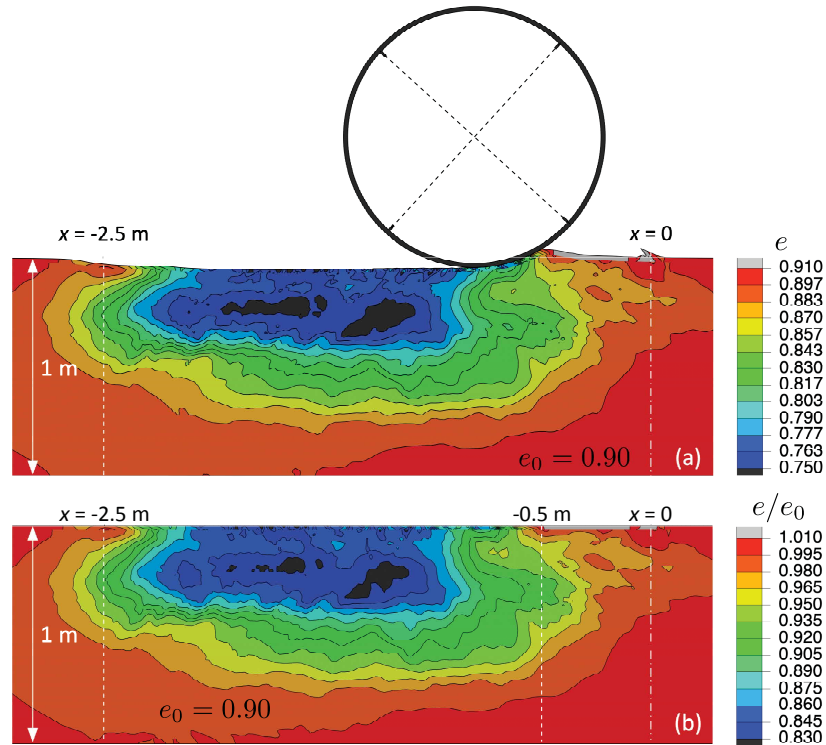 x = -2.5 m
x = 0
e
0.910
0.897
0.883
0.870
0.857
0.843
0.830
0.817
0.803
0.790
0.777
0.763
0.750
1 m
e₀ = 0.90
(a)
x = -2.5 m
-0.5 m
x = 0
e/e₀
1.010
0.995
0.980
0.965
0.950
0.935
0.920
0.905
0.890
0.875
0.860
0.845
0.830
1 m
e₀ = 0.90
(b)